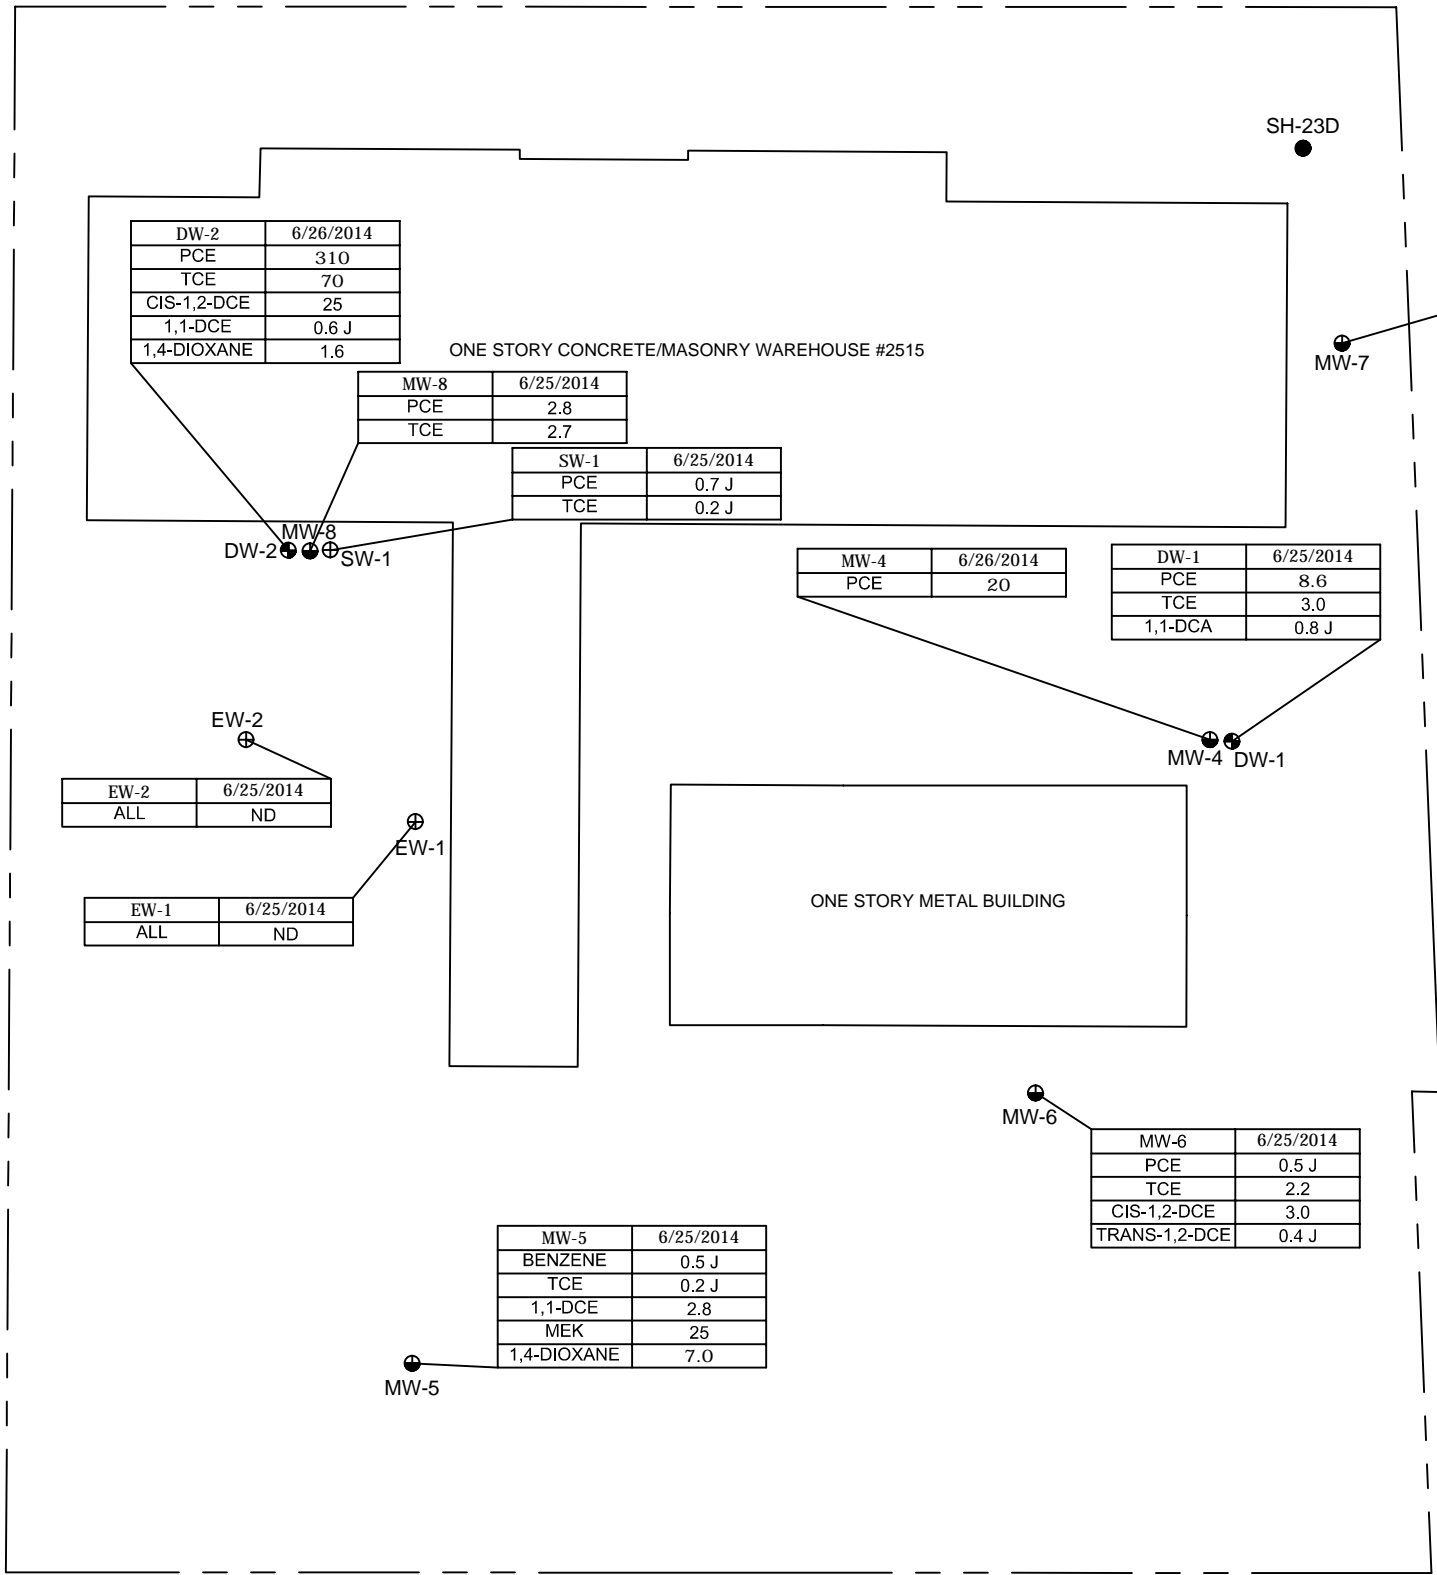 SH-23D
DW-2 6/26/2014
PCE 310
TCE 70
CIS-1,2-DCE 25
1,1-DCE 0.6 J
1,4-DIOXANE 1.6
ONE STORY CONCRETE/MASONRY WAREHOUSE #2515
MW-7
MW-8 6/25/2014
PCE 2.8
TCE 2.7
SW-1 6/25/2014
PCE 0.7 J
TCE 0.2 J
MW-8
DW-2
SW-1
MW-4 6/26/2014
PCE 20
DW-1 6/25/2014
PCE 8.6
TCE 3.0
1,1-DCA 0.8 J
EW-2
MW-4
DW-1
EW-2 6/25/2014
ALL ND
EW-1
EW-1 6/25/2014
ALL ND
ONE STORY METAL BUILDING
MW-6
MW-6 6/25/2014
PCE 0.5 J
TCE 2.2
CIS-1,2-DCE 3.0
TRANS-1,2-DCE 0.4 J
MW-5 6/25/2014
BENZENE 0.5 J
TCE 0.2 J
1,1-DCE 2.8
MEK 25
1,4-DIOXANE 7.0
MW-5